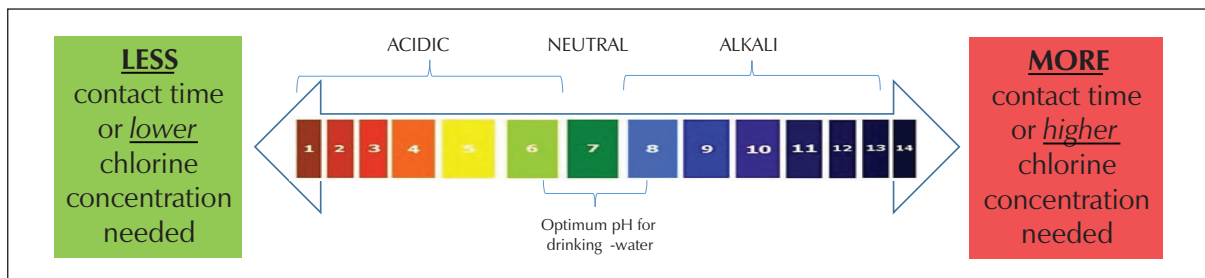 LESS
contact time
or lower
chlorine
concentration
needed
ACIDIC NEUTRAL ALKALI
1 2 3 4 5 6 7 8 9 10 11 12 13 14
Optimum pH for
drinking -water
MORE
contact time
or higher
chlorine
concentration
needed